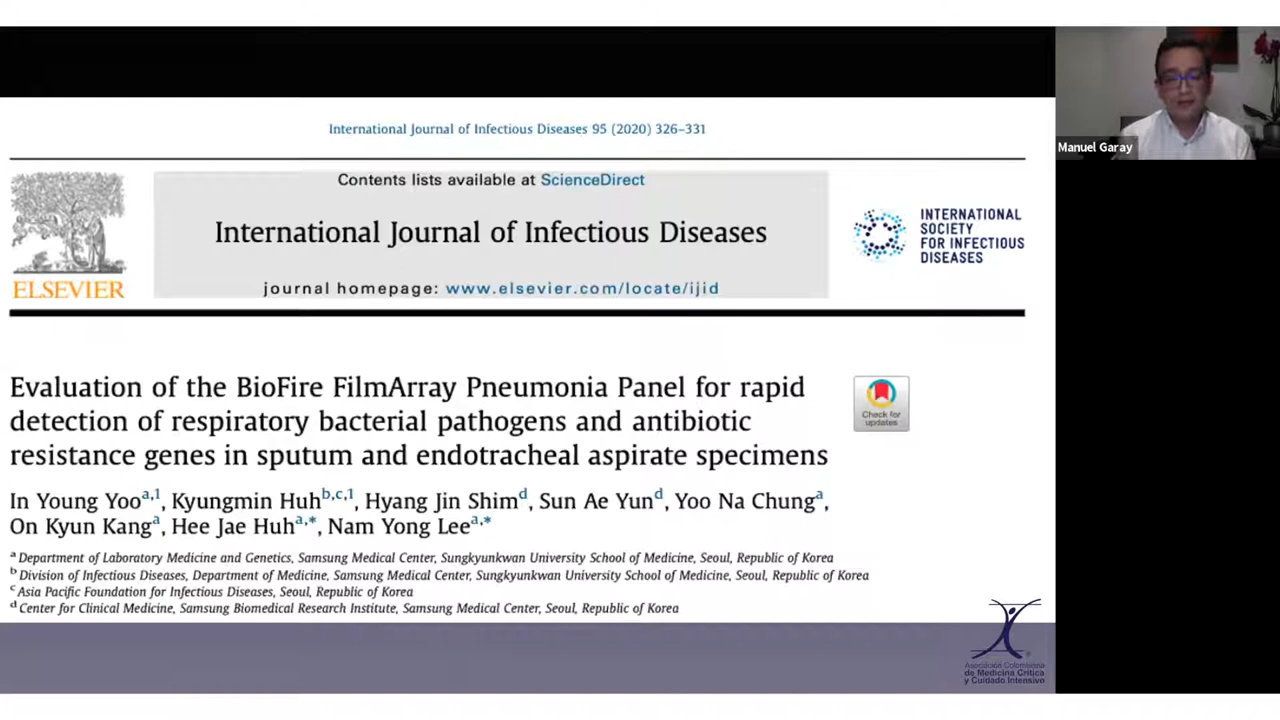 International Journal of Infectious Diseases 95 (2020) 326–331
Contents lists available at ScienceDirect
International Journal of Infectious Diseases
journal homepage: www.elsevier.com/locate/ijid
ELSEVIER
INTERNATIONAL
SOCIETY
FOR INFECTIOUS
DISEASES
Evaluation of the BioFire FilmArray Pneumonia Panel for rapid
detection of respiratory bacterial pathogens and antibiotic
resistance genes in sputum and endotracheal aspirate specimens
Check for
updates
In Young Yoo a,1, Kyungmin Huh b,c,1, Hyang Jin Shim d, Sun Ae Yun d, Yoo Na Chung a,
On Kyun Kang a, Hee Jae Huh a,*, Nam Yong Lee a,*
a Department of Laboratory Medicine and Genetics, Samsung Medical Center, Sungkyunkwan University School of Medicine, Seoul, Republic of Korea
b Division of Infectious Diseases, Department of Medicine, Samsung Medical Center, Sungkyunkwan University School of Medicine, Seoul, Republic of Korea
c Asia Pacific Foundation for Infectious Diseases, Seoul, Republic of Korea
d Center for Clinical Medicine, Samsung Biomedical Research Institute, Samsung Medical Center, Seoul, Republic of Korea
Asociación Colombiana
de Medicina Crítica
y Cuidado Intensivo
Manuel Garay